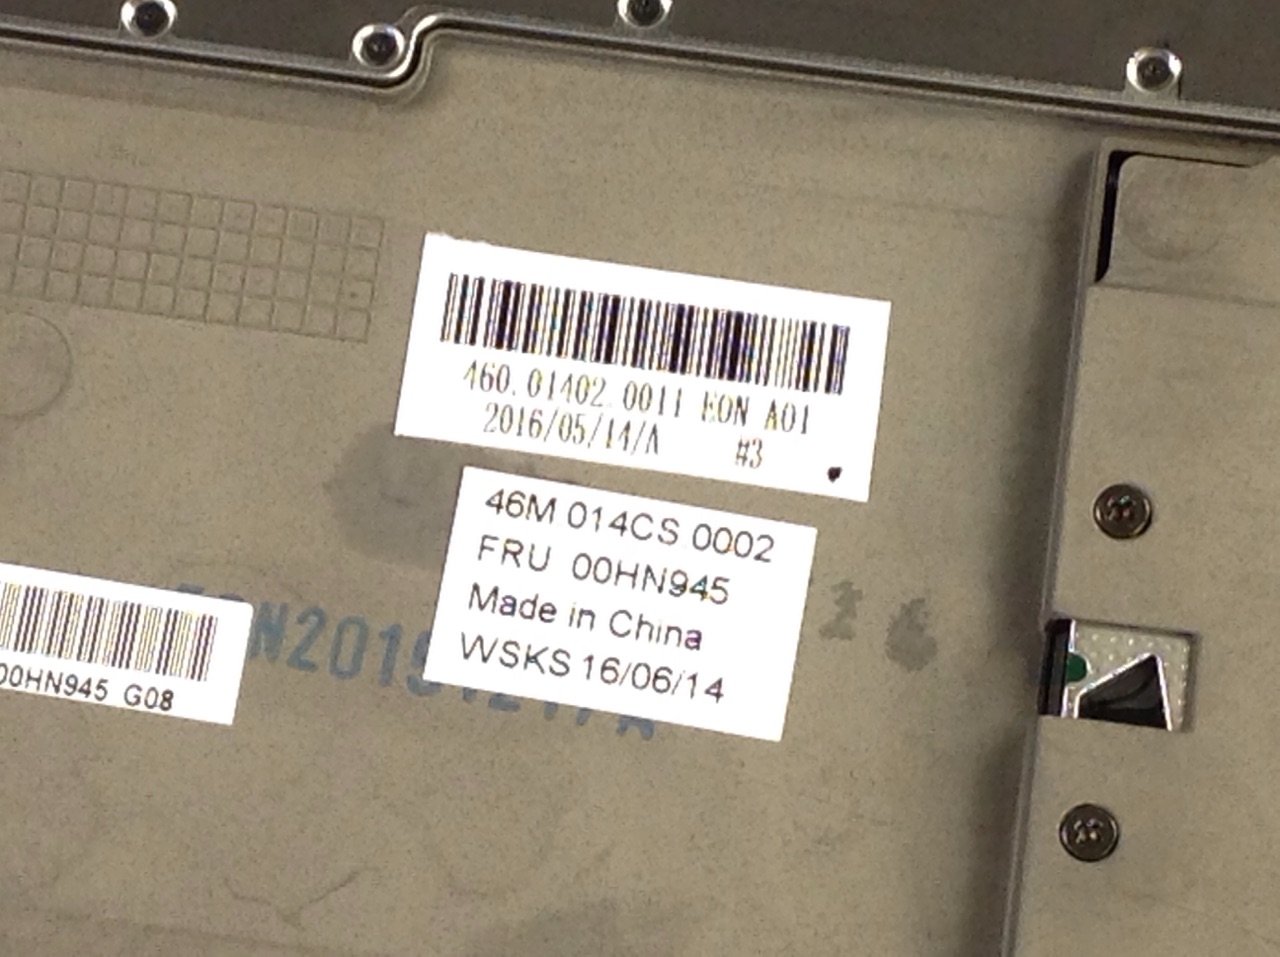 460.01402.0011 EON A01
2016/05/14/A #3
46M 014CS 0002
FRU 00HN945
Made in China
WSKS 16/06/14
00HN945 G08